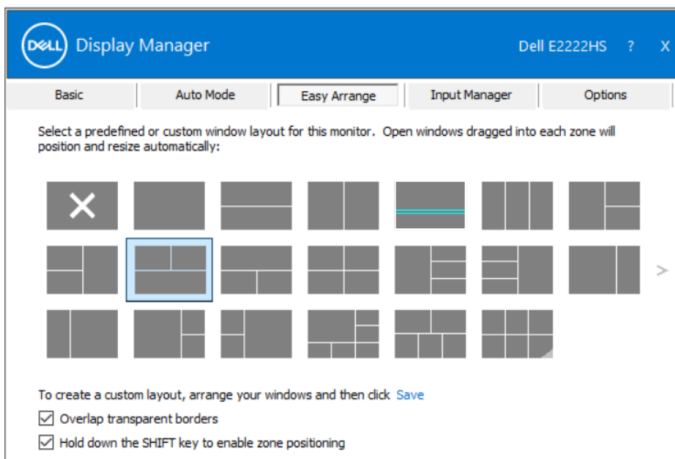 DELL Display Manager Dell E2222HS ? X
Basic Auto Mode Easy Arrange Input Manager Options
Select a predefined or custom window layout for this monitor. Open windows dragged into each zone will
position and resize automatically:
>
To create a custom layout, arrange your windows and then click Save
Overlap transparent borders
Hold down the SHIFT key to enable zone positioning